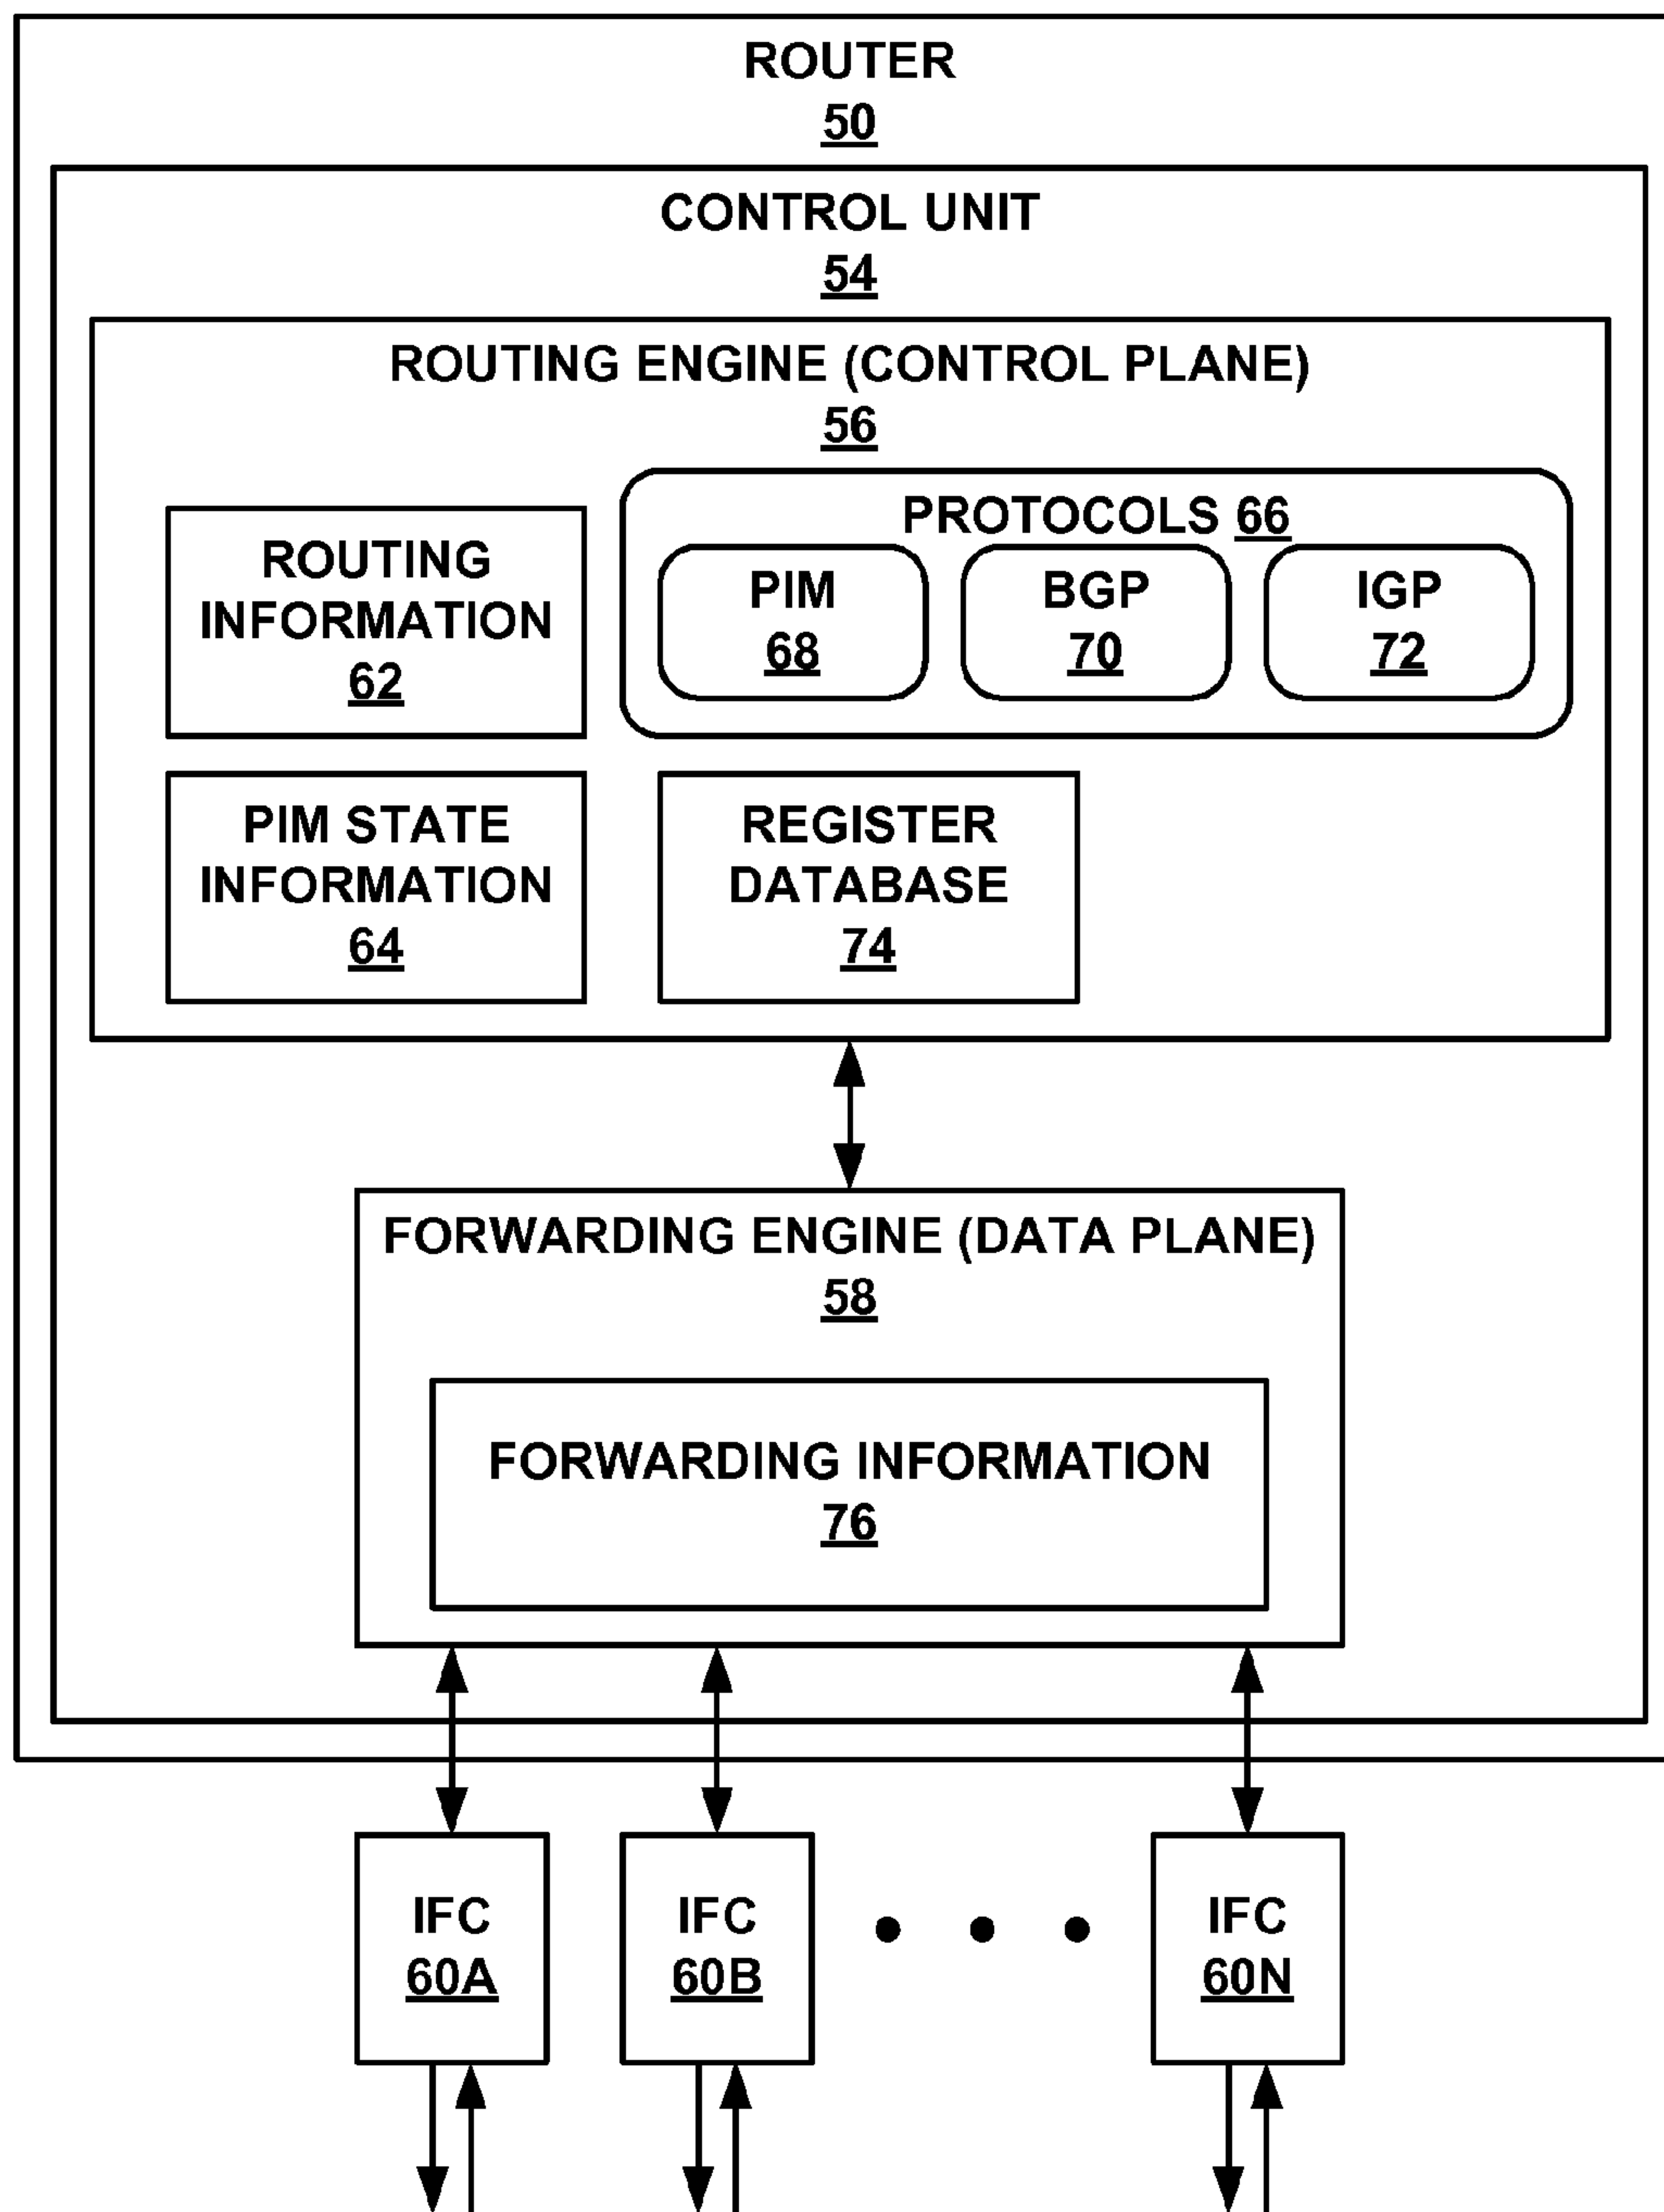 ROUTER
50
CONTROL UNIT
54
ROUTING ENGINE (CONTROL PLANE)
56
ROUTING
INFORMATION
62
PROTOCOLS 66
PIM
68
BGP
70
IGP
72
PIM STATE
INFORMATION
64
REGISTER
DATABASE
74
FORWARDING ENGINE (DATA PLANE)
58
FORWARDING INFORMATION
76
IFC
60A
IFC
60B
IFC
60N